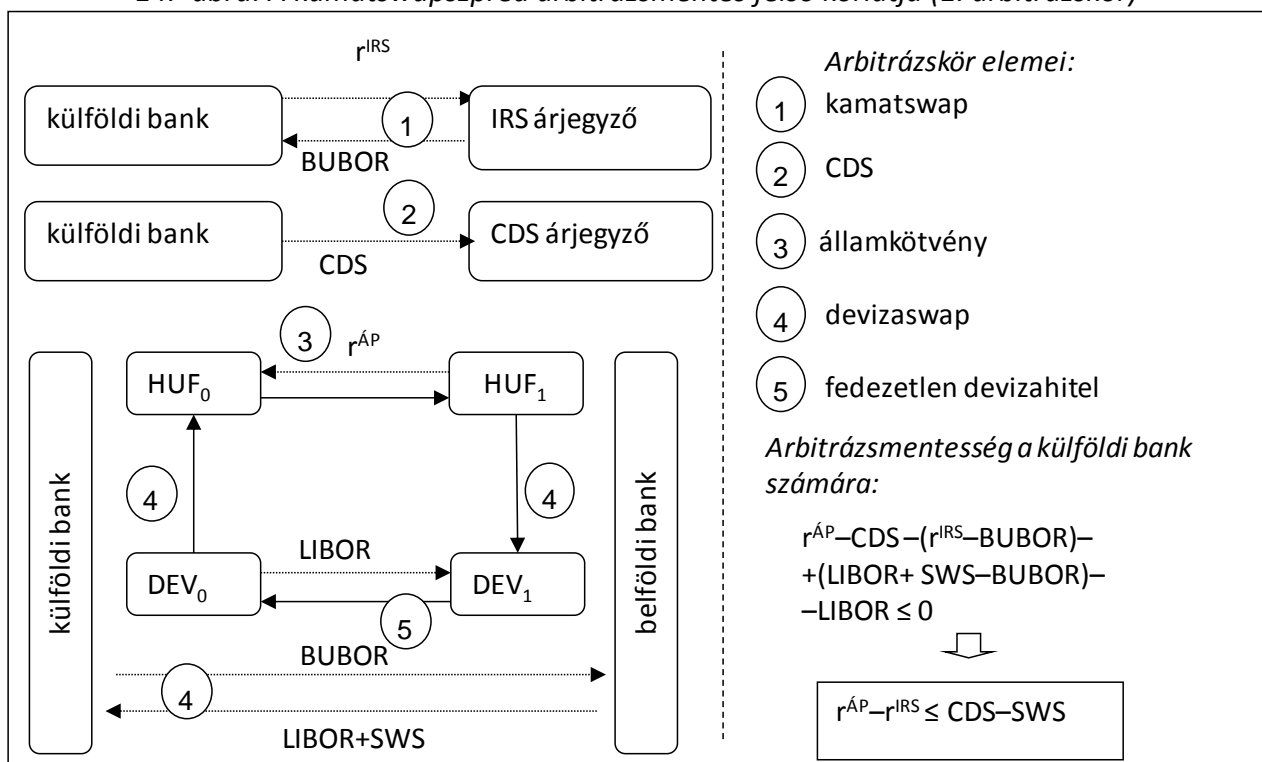 r^IRS
külföldi bank
1
IRS árjegyző
BUBOR
külföldi bank
2
CDS árjegyző
CDS
3
r^ÁP
HUF₀
HUF₁
külföldi bank
4
4
belföldi bank
LIBOR
DEV₀
DEV₁
5
BUBOR
4
LIBOR+SWS
Arbitrázskör elemei:
1 kamatswap
2 CDS
3 államkötvény
4 devizaswap
5 fedezetlen devizahitel
Arbitrázsmentesség a külföldi bank
számára:
r^ÁP–CDS –(r^IRS–BUBOR)–
+(LIBOR+ SWS–BUBOR)–
–LIBOR ≤ 0
r^ÁP–r^IRS ≤ CDS–SWS